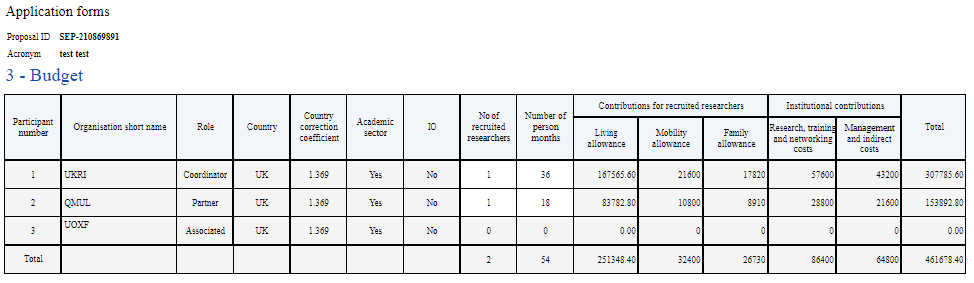 Application forms
Proposal ID SEP-210869891
Acronym test test
3 - Budget
Participant number Organisation short name Role Country Country correction coefficient Academic sector IO No of recruited researchers Number of person months Contributions for recruited researchers Institutional contributions Total
Living allowance Mobility allowance Family allowance Research, training and networking costs Management and indirect costs
1 UKRI Coordinator UK 1.369 Yes No 1 36 167565.60 21600 17820 57600 43200 307785.60
2 QMUL Partner UK 1.369 Yes No 1 18 83782.80 10800 8910 28800 21600 153892.80
3 UOXF Associated UK 1.369 Yes No 0 0 0.00 0 0 0 0 0.00
Total 2 54 251348.40 32400 26730 86400 64800 461678.40